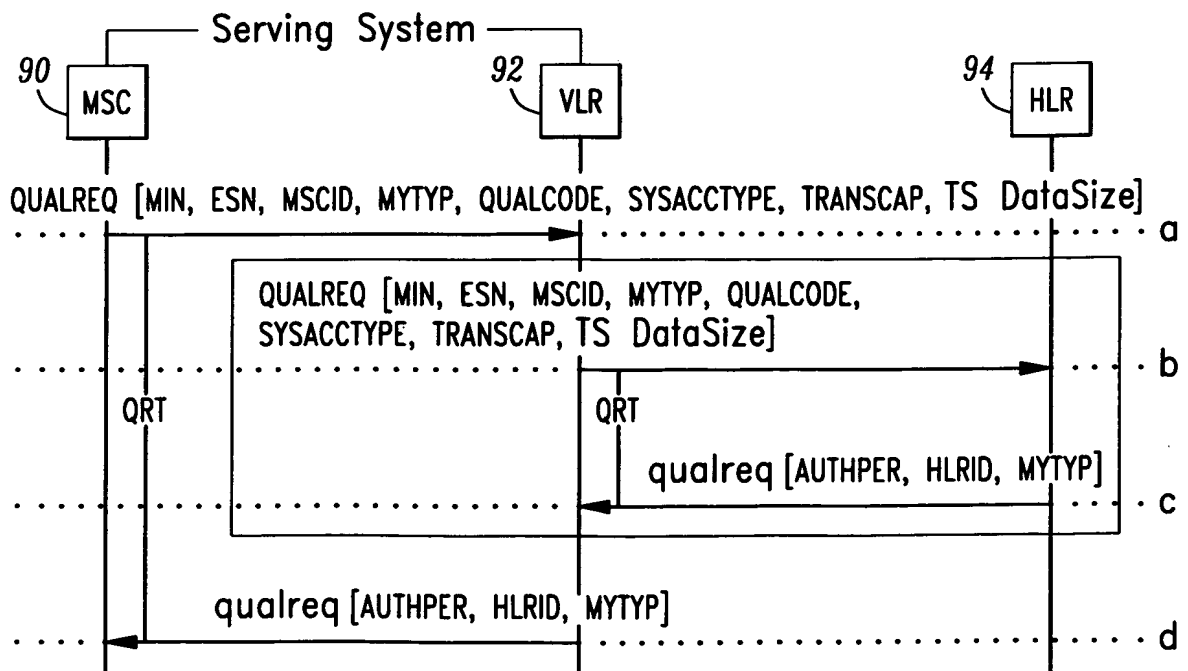 Serving System
90
MSC
92
VLR
94
HLR
QUALREQ [MIN, ESN, MSCID, MYTYP, QUALCODE, SYSACCTYPE, TRANSCAP, TS DataSize]
a
QUALREQ [MIN, ESN, MSCID, MYTYP, QUALCODE,
SYSACCTYPE, TRANSCAP, TS DataSize]
b
QRT
QRT
qualreq [AUTHPER, HLRID, MYTYP]
c
qualreq [AUTHPER, HLRID, MYTYP]
d